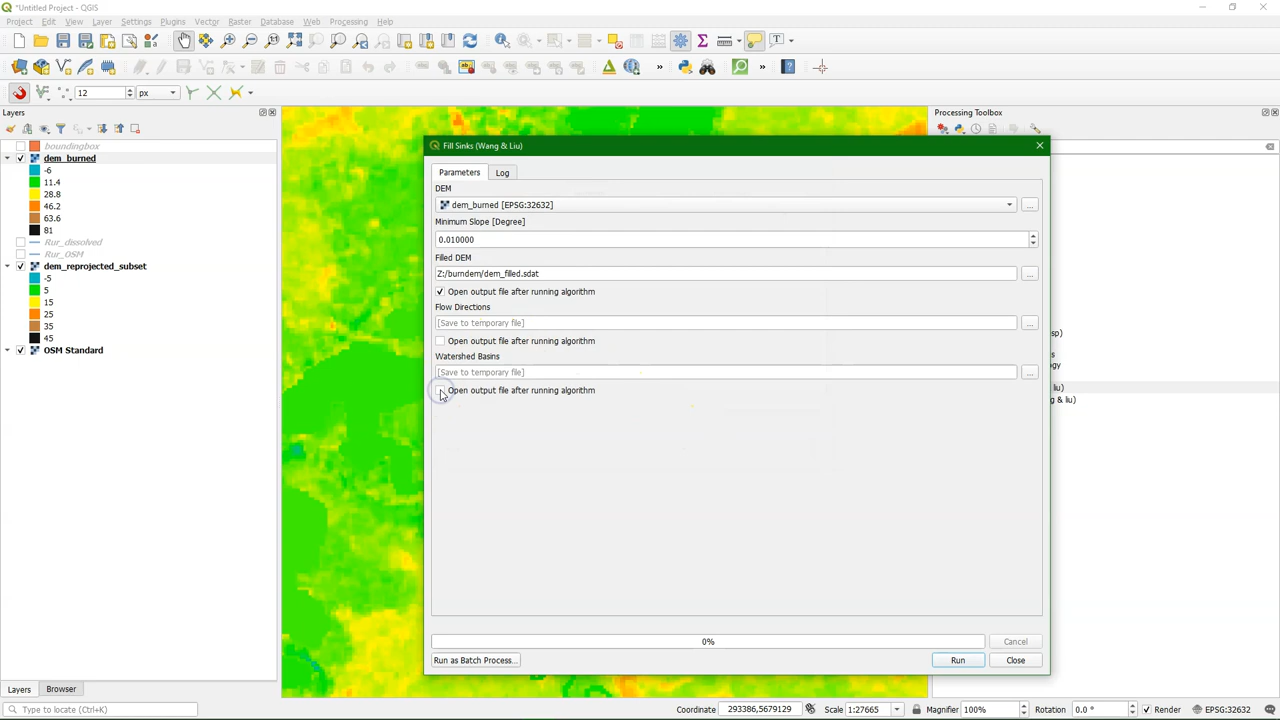 *Untitled Project - QGIS
Project Edit View Layer Settings Plugins Vector Raster Database Web Processing Help
12 px
Layers
Processing Toolbox
boundingbox
dem_burned
-6
11.4
28.8
46.2
63.6
81
Rur_dissolved
Rur_OSM
dem_reprojected_subset
-5
5
15
25
35
45
OSM Standard
Fill Sinks (Wang & Liu)
Parameters Log
DEM
dem_burned [EPSG:32632]
...
Minimum Slope [Degree]
0.010000
Filled DEM
Z:/burndem/dem_filled.sdat
...
Open output file after running algorithm
Flow Directions
[Save to temporary file]
...
Open output file after running algorithm
Watershed Basins
[Save to temporary file]
...
Open output file after running algorithm
0%
Cancel
Run as Batch Process...
Run
Close
sp)
s
gy
liu)
g & liu)
Layers Browser
Type to locate (Ctrl+K)
Coordinate 293386,5679129 Scale 1:27665 Magnifier 100% Rotation 0.0 ° Render EPSG:32632